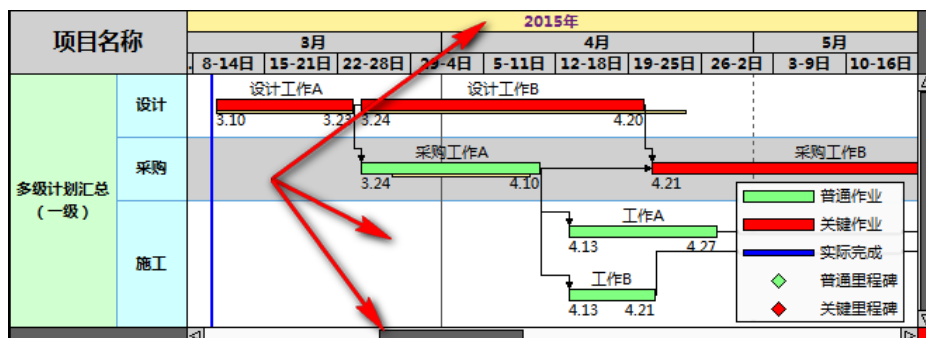 项目名称
2015年
3月
4月
5月
8-14日
15-21日
22-28日
29-4日
5-11日
12-18日
19-25日
26-2日
3-9日
10-16日
多级计划汇总
(一级)
设计
设计工作A
设计工作B
3.10
3.23
3.24
4.20
采购
采购工作A
采购工作B
3.24
4.10
4.21
施工
工作A
4.13
4.27
工作B
4.13
4.21
普通作业
关键作业
实际完成
普通里程碑
关键里程碑